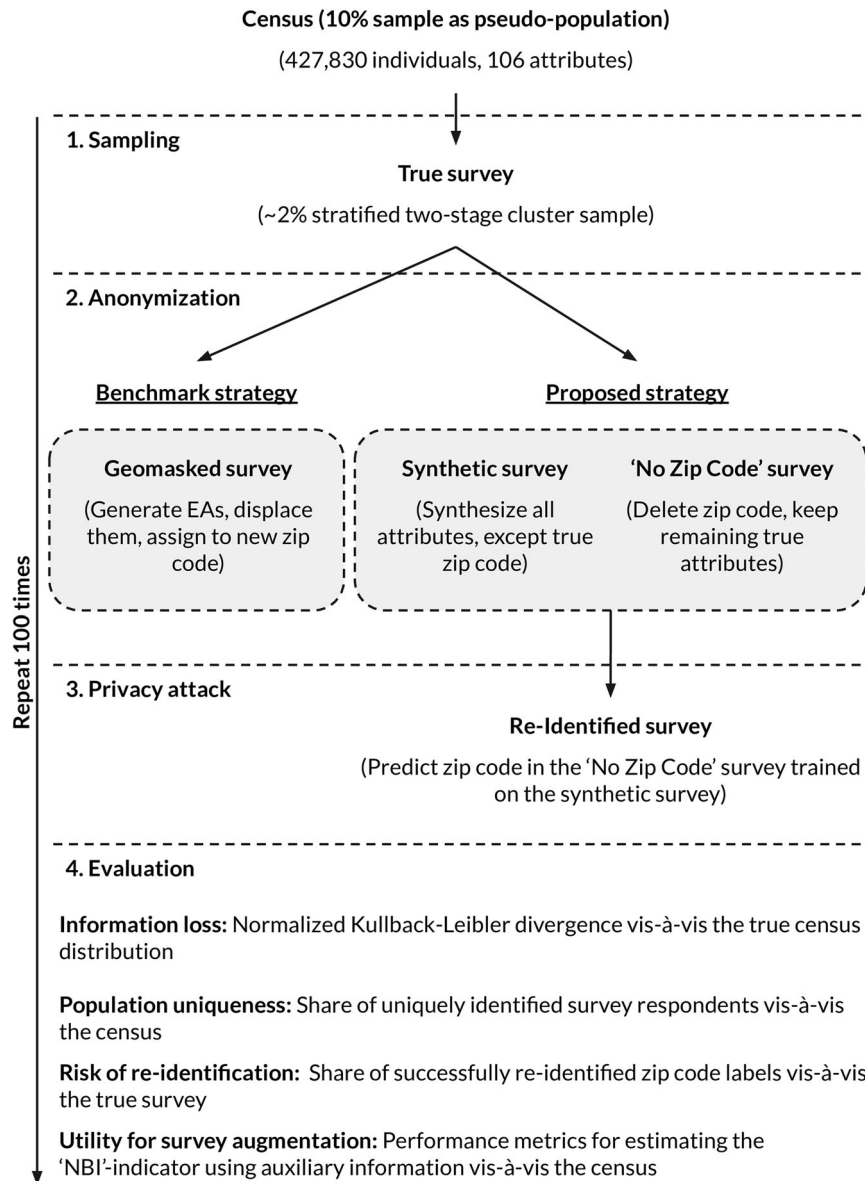 Census (10% sample as pseudo-population)
(427,830 individuals, 106 attributes)
1. Sampling
True survey
(~2% stratified two-stage cluster sample)
2. Anonymization
Benchmark strategy
Proposed strategy
Geomasked survey
(Generate EAs, displace
them, assign to new zip
code)
Synthetic survey
(Synthesize all
attributes, except true
zip code)
‘No Zip Code’ survey
(Delete zip code, keep
remaining true
attributes)
Repeat 100 times
3. Privacy attack
Re-Identified survey
(Predict zip code in the ‘No Zip Code’ survey trained
on the synthetic survey)
4. Evaluation
Information loss: Normalized Kullback-Leibler divergence vis-à-vis the true census
distribution
Population uniqueness: Share of uniquely identified survey respondents vis-à-vis
the census
Risk of re-identification: Share of successfully re-identified zip code labels vis-à-vis
the true survey
Utility for survey augmentation: Performance metrics for estimating the
‘NBI’-indicator using auxiliary information vis-à-vis the census